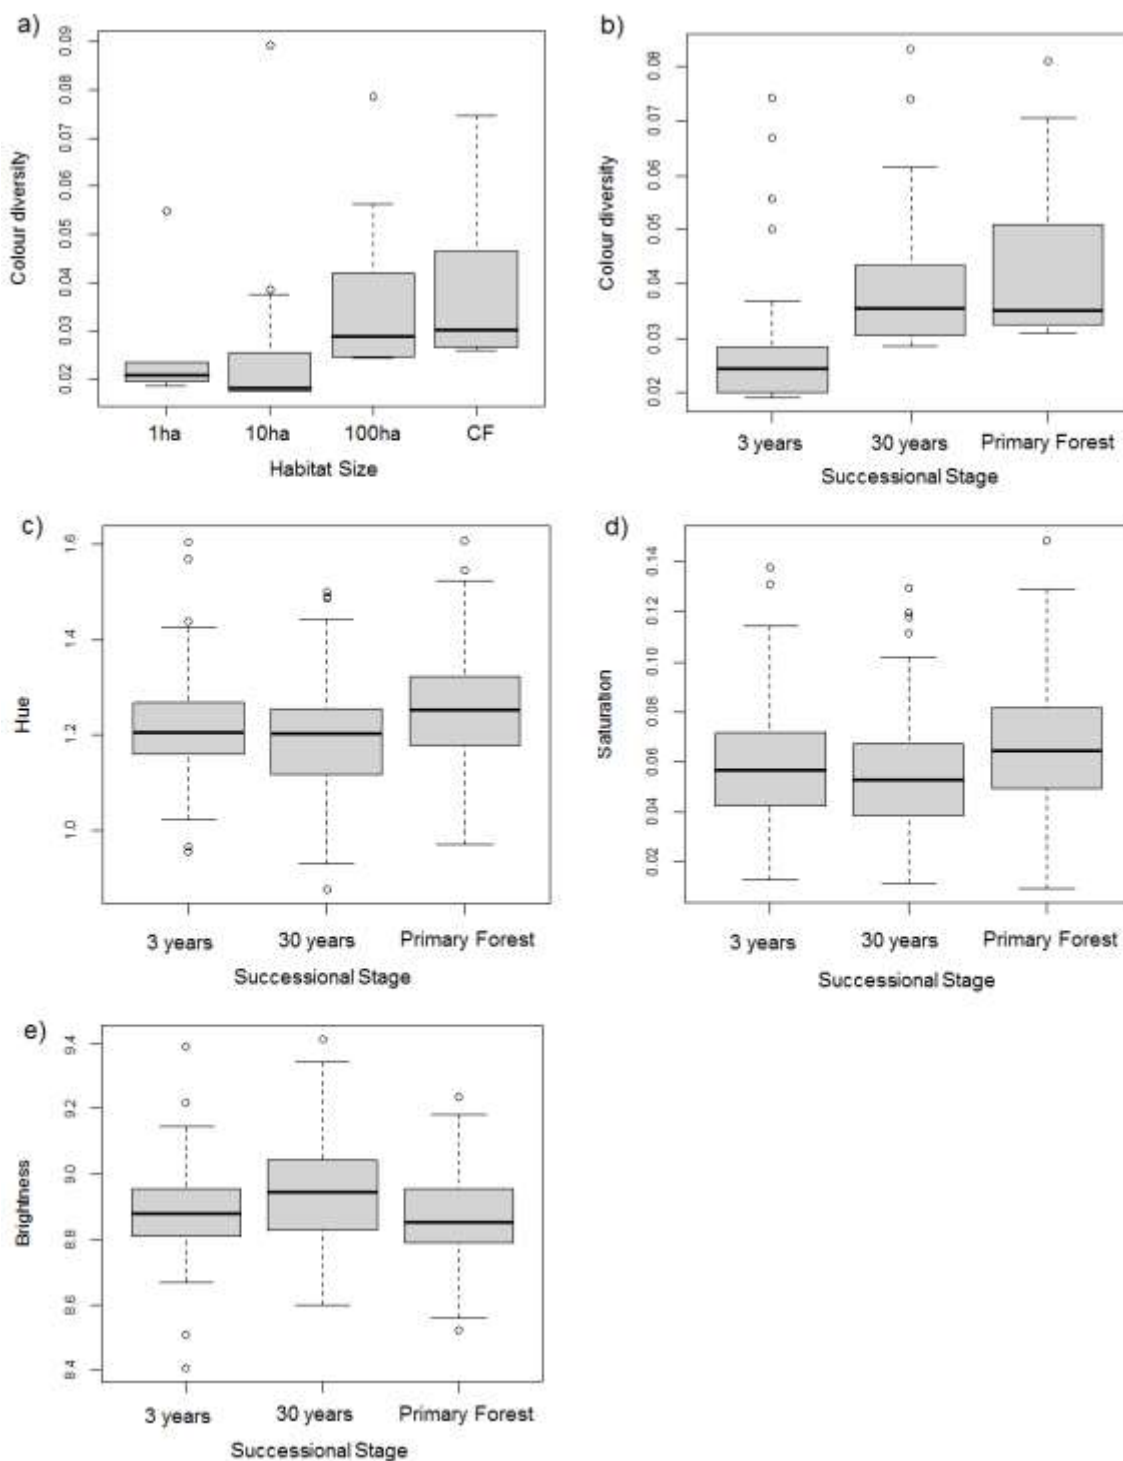 a)
Colour diversity
0.09
0.08
0.07
0.06
0.05
0.04
0.03
0.02
1ha 10ha 100ha CF
Habitat Size
b)
Colour diversity
0.08
0.07
0.06
0.05
0.04
0.03
0.02
3 years 30 years Primary Forest
Successional Stage
c)
Hue
1.6
1.4
1.2
1.0
3 years 30 years Primary Forest
Successional Stage
d)
Saturation
0.14
0.12
0.10
0.08
0.06
0.04
0.02
3 years 30 years Primary Forest
Successional Stage
e)
Brightness
9.4
9.2
9.0
8.8
8.6
8.4
3 years 30 years Primary Forest
Successional Stage